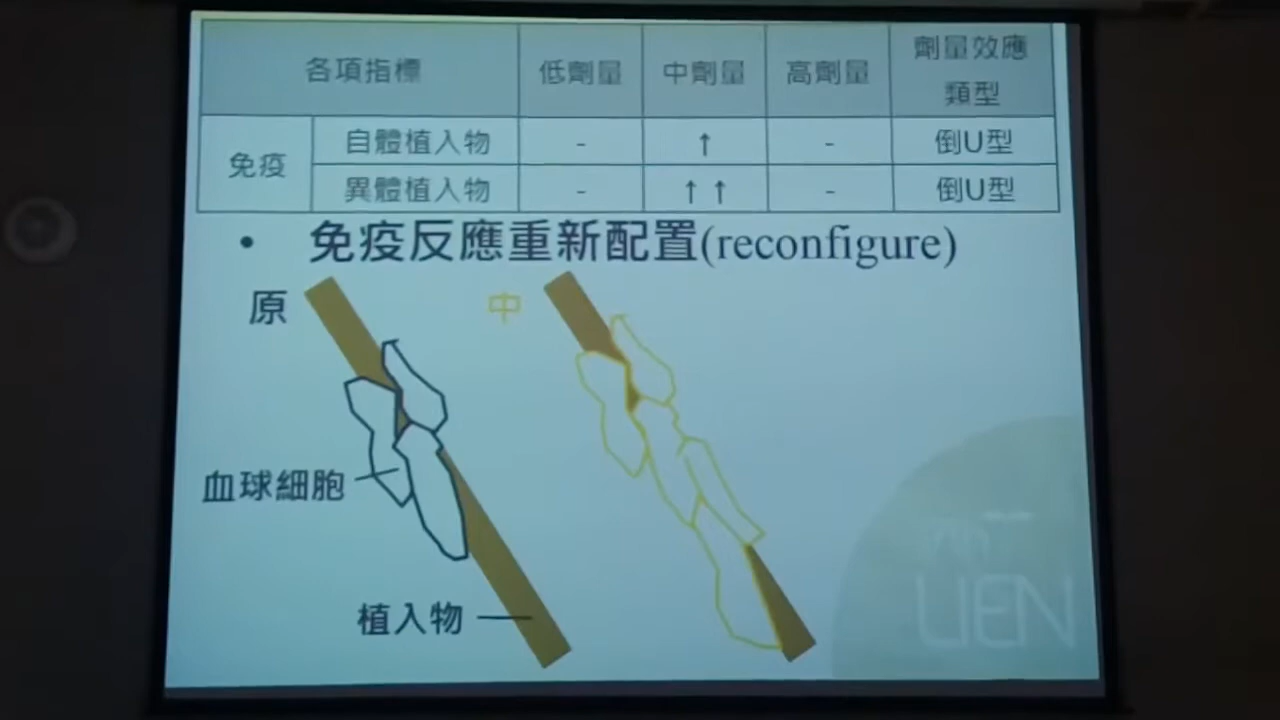 各項指標 低劑量 中劑量 高劑量 劑量效應類型
免疫 自體植入物 - ↑ - 倒U型
異體植入物 - ↑↑ - 倒U型
• 免疫反應重新配置(reconfigure)
原 中
血球細胞
植入物
UEN